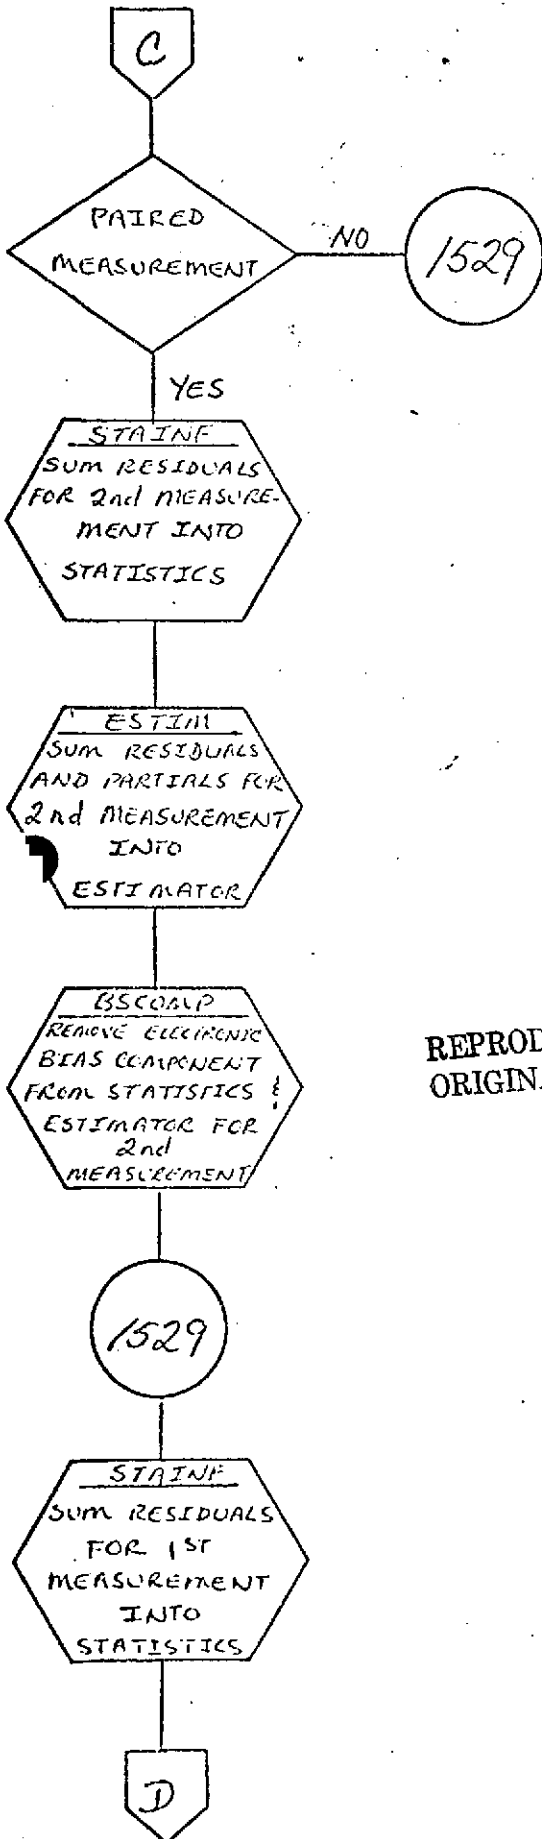 C
PAIRED
MEASUREMENT
NO
1529
YES
STAINF
SUM RESIDUALS
FOR 2nd MEASURE-
MENT INTO
STATISTICS
ESTIM
SUM RESIDUALS
AND PARTIALS FOR
2nd MEASUREMENT
INTO
ESTIMATOR
BSCOMP
REMOVE ELECTRONIC
BIAS COMPONENT
FROM STATISTICS &
ESTIMATOR FOR
2nd
MEASUREMENT
REPROD
ORIGINA
1529
STAINF
SUM RESIDUALS
FOR 1ST
MEASUREMENT
INTO
STATISTICS
D